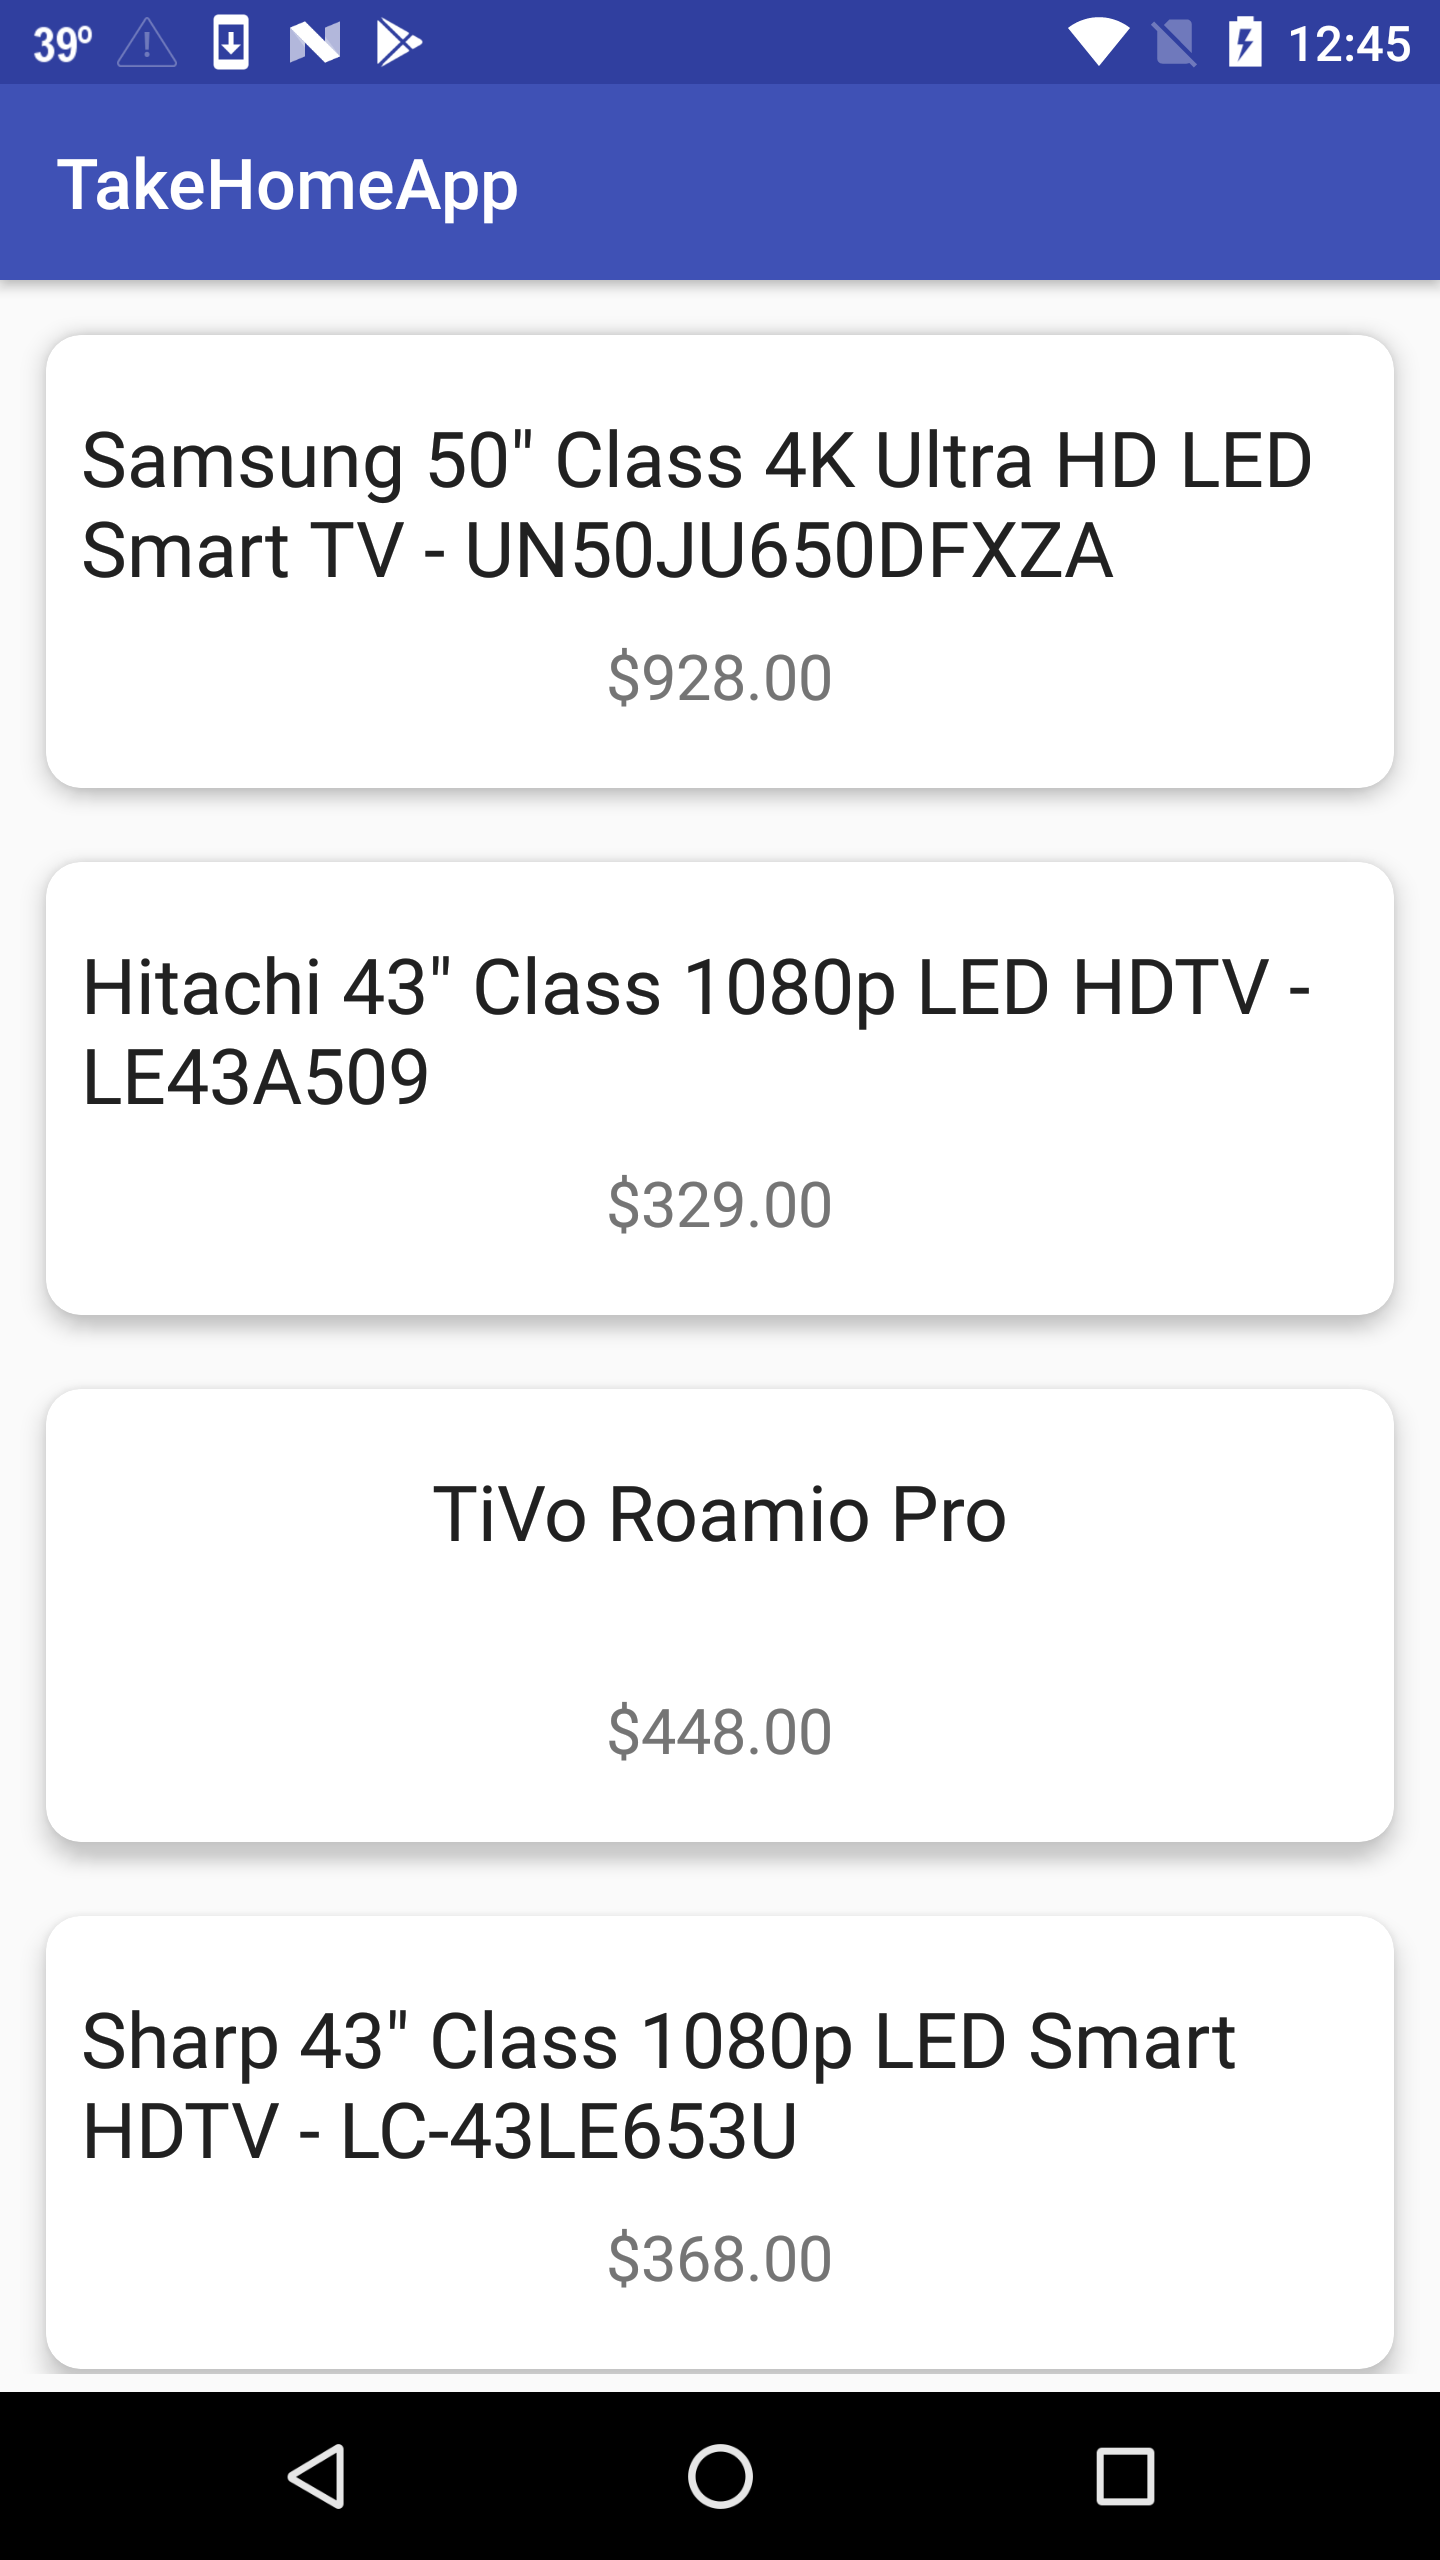 39º
12:45
TakeHomeApp
Samsung 50" Class 4K Ultra HD LED
Smart TV - UN50JU650DFXZA
$928.00
Hitachi 43" Class 1080p LED HDTV -
LE43A509
$329.00
TiVo Roamio Pro
$448.00
Sharp 43" Class 1080p LED Smart
HDTV - LC-43LE653U
$368.00